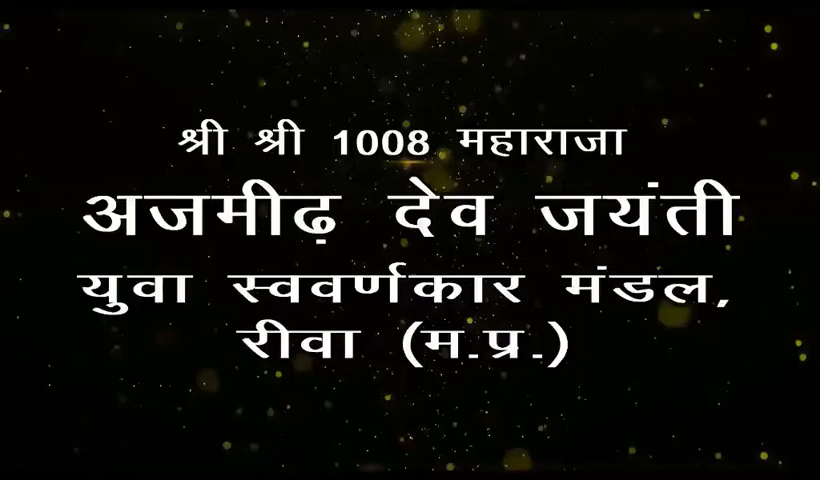 श्री श्री 1008 महाराजा
अजमीढ़ देव जयंती
युवा स्ववर्णकार मंडल,
रीवा (म.प्र.)